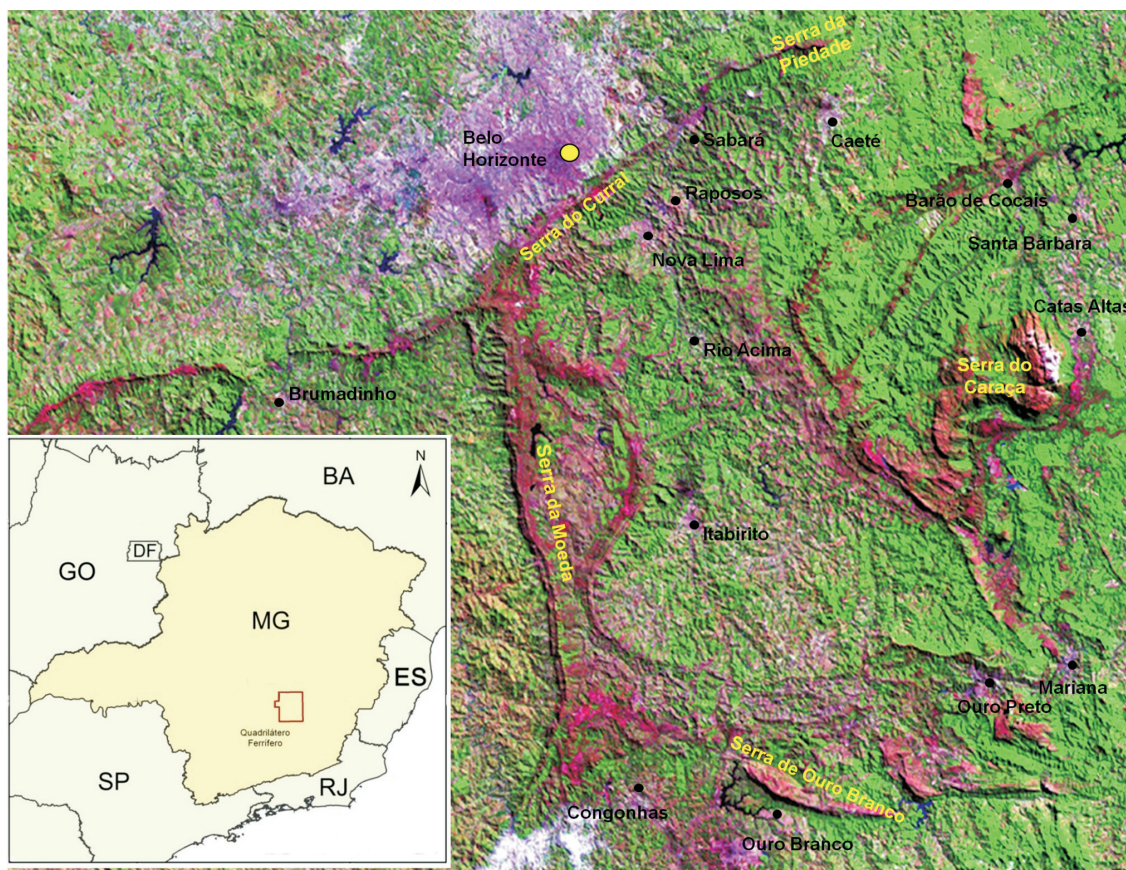 Serra da
Piedade
Belo
Horizonte
Sabará
Caeté
Serra do Curral
Raposos
Barão de Cocais
Nova Lima
Santa Bárbara
Catas Altas
Rio Acima
Serra do
Caraça
Brumadinho
Serra da Moeda
Itabirito
Mariana
Ouro Preto
Serra de Ouro Branco
Congonhas
Ouro Branco
N
BA
DF
GO
MG
ES
Quadrilátero
Ferrífero
SP
RJ